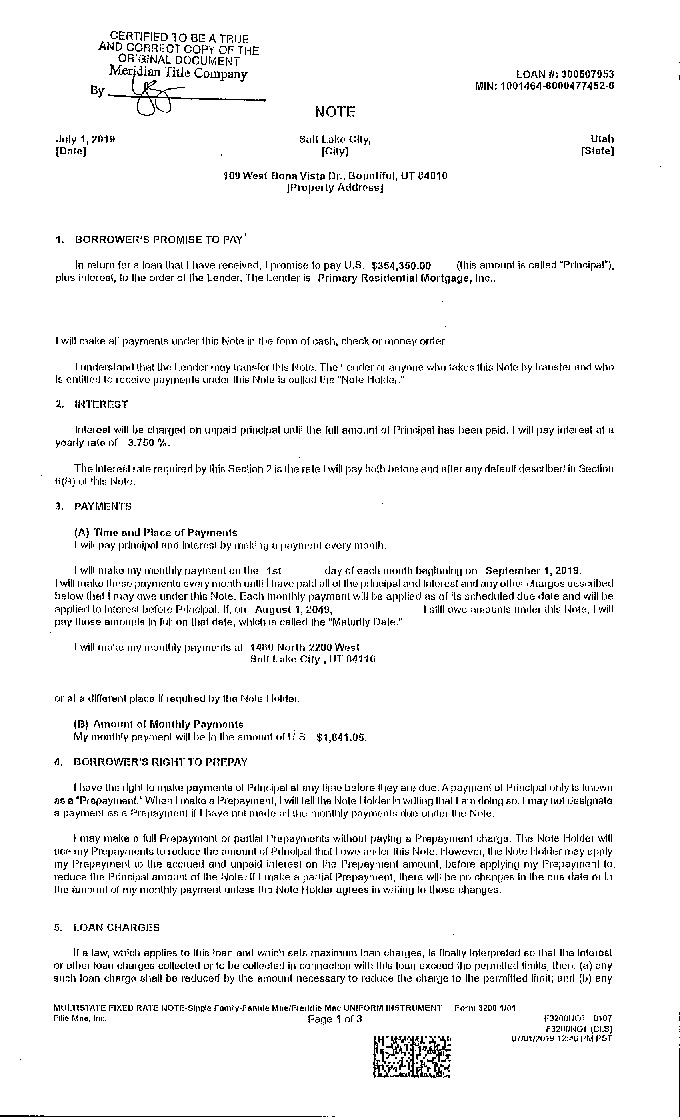 CERTIFIED TO BE A TRUE
AND CORRECT COPY OF THE
ORIGINAL DOCUMENT
Meridian Title Company
By
LOAN #: 300507953
MIN: 1001464-6000477452-6
NOTE
July 1, 2019 Salt Lake City, Utah
[Date] [City] [State]
109 West Bona Vista Dr., Bountiful, UT 84010
[Property Address]
1. BORROWER'S PROMISE TO PAY
In return for a loan that I have received, I promise to pay U.S. $354,350.00 (this amount is called "Principal"),
plus interest, to the order of the Lender. The Lender is Primary Residential Mortgage, Inc..
I will make all payments under this Note in the form of cash, check or money order.
I understand that the Lender may transfer this Note. The Lender or anyone who takes this Note by transfer and who
is entitled to receive payments under this Note is called the "Note Holder."
2. INTEREST
Interest will be charged on unpaid principal until the full amount of Principal has been paid. I will pay interest at a
yearly rate of 3.750 %.
The interest rate required by this Section 2 is the rate I will pay both before and after any default described in Section
6(B) of this Note.
3. PAYMENTS
(A) Time and Place of Payments
I will pay principal and interest by making a payment every month.
I will make my monthly payment on the 1st day of each month beginning on September 1, 2019.
I will make these payments every month until I have paid all of the principal and interest and any other charges described
below that I may owe under this Note. Each monthly payment will be applied as of its scheduled due date and will be
applied to interest before Principal. If, on August 1, 2049, I still owe amounts under this Note, I will
pay those amounts in full on that date, which is called the "Maturity Date."
I will make my monthly payments at 1480 North 2200 West
Salt Lake City , UT 84116
or at a different place if required by the Note Holder.
(B) Amount of Monthly Payments
My monthly payment will be in the amount of U.S. $1,641.05.
4. BORROWER'S RIGHT TO PREPAY
I have the right to make payments of Principal at any time before they are due. A payment of Principal only is known
as a "Prepayment." When I make a Prepayment, I will tell the Note Holder in writing that I am doing so. I may not designate
a payment as a Prepayment if I have not made all the monthly payments due under the Note.
I may make a full Prepayment or partial Prepayments without paying a Prepayment charge. The Note Holder will
use my Prepayments to reduce the amount of Principal that I owe under this Note. However, the Note Holder may apply
my Prepayment to the accrued and unpaid interest on the Prepayment amount, before applying my Prepayment to
reduce the Principal amount of the Note. If I make a partial Prepayment, there will be no changes in the due date or in
the amount of my monthly payment unless the Note Holder agrees in writing to those changes.
5. LOAN CHARGES
If a law, which applies to this loan and which sets maximum loan charges, is finally interpreted so that the interest
or other loan charges collected or to be collected in connection with this loan exceed the permitted limits, then: (a) any
such loan charge shall be reduced by the amount necessary to reduce the charge to the permitted limit; and (b) any
MULTISTATE FIXED RATE NOTE-Single Family-Fannie Mae/Freddie Mac UNIFORM INSTRUMENT Form 3200 1/01
Ellie Mae, Inc. Page 1 of 3 F3200NOT 0107
F3200NOT (CLS)
07/01/2019 12:40 PM PST